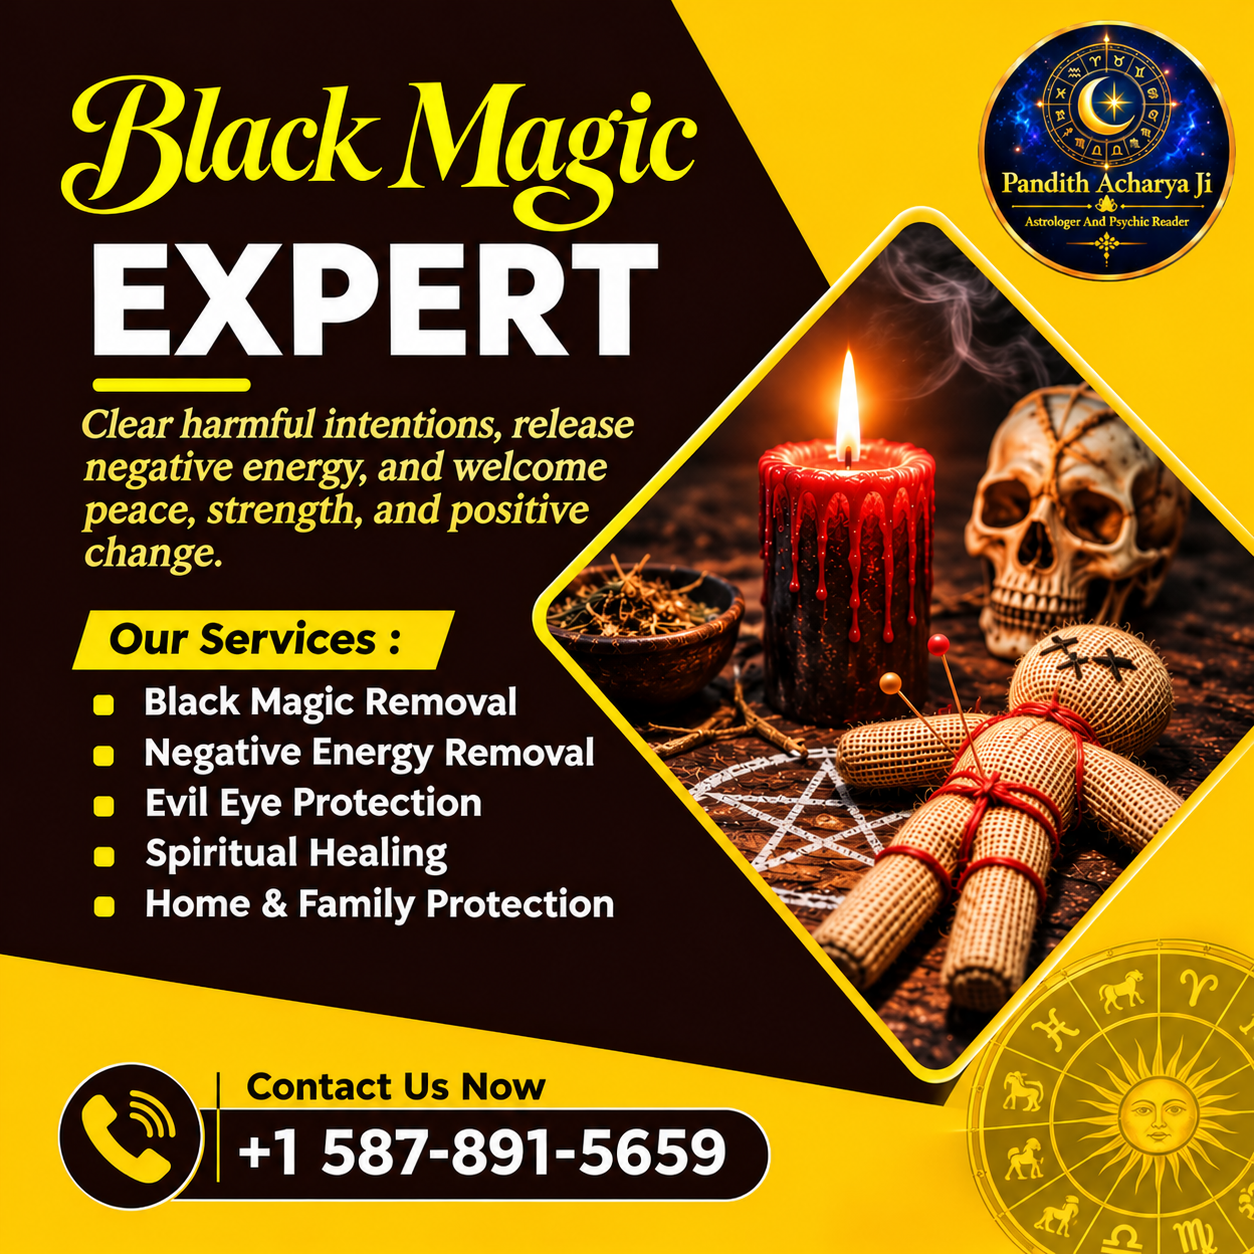 Black Magic
EXPERT
Clear harmful intentions, release
negative energy, and welcome
peace, strength, and positive
change.
Our Services :
Black Magic Removal
Negative Energy Removal
Evil Eye Protection
Spiritual Healing
Home & Family Protection
Contact Us Now
+1 587-891-5659
Pandith Acharya Ji
Astrologer And Psychic Reader